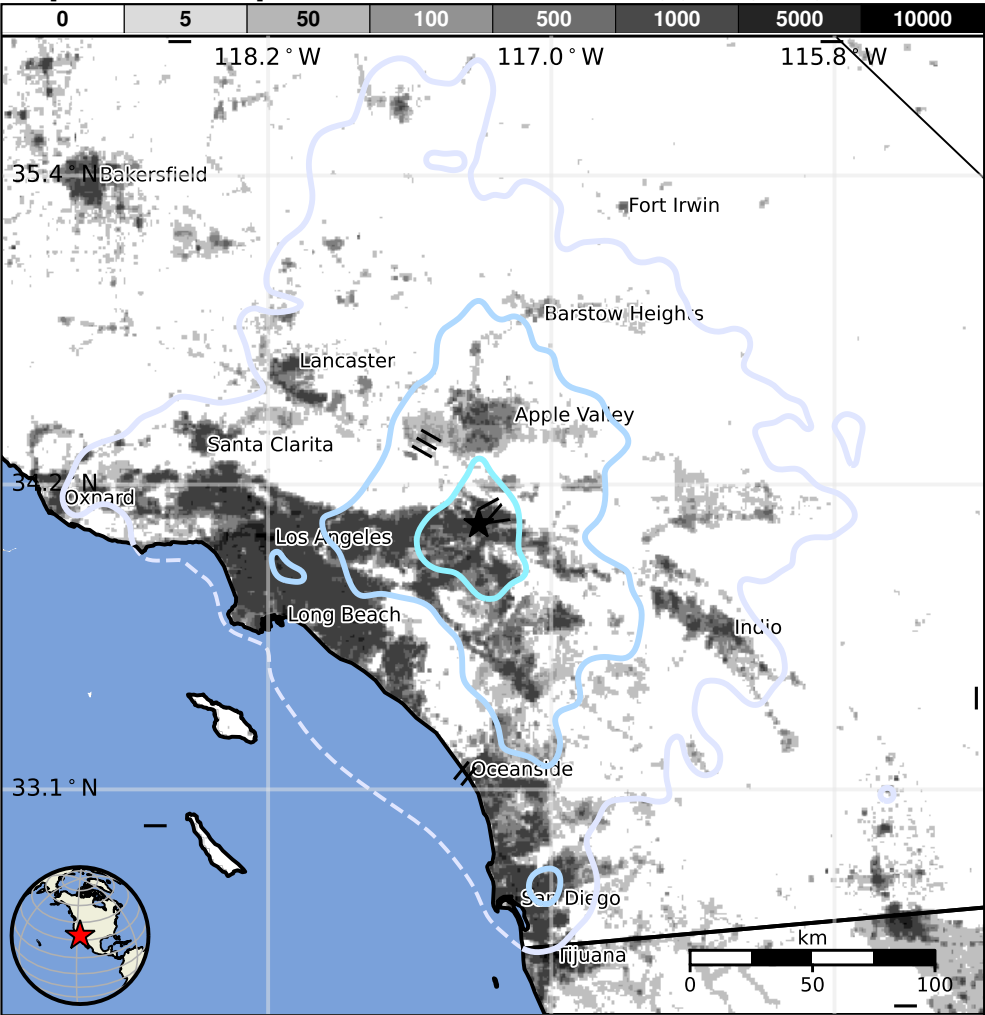 0 5 50 100 500 1000 5000 10000
118.2°W 117.0°W 115.8°W
35.4°N
Bakersfield
Fort Irwin
Barstow Heights
Lancaster
Apple Valley
Santa Clarita
34.2°N
Oxnard
Los Angeles
Long Beach
Indio
Oceanside
33.1°N
San Diego
Tijuana
km
0 50 100